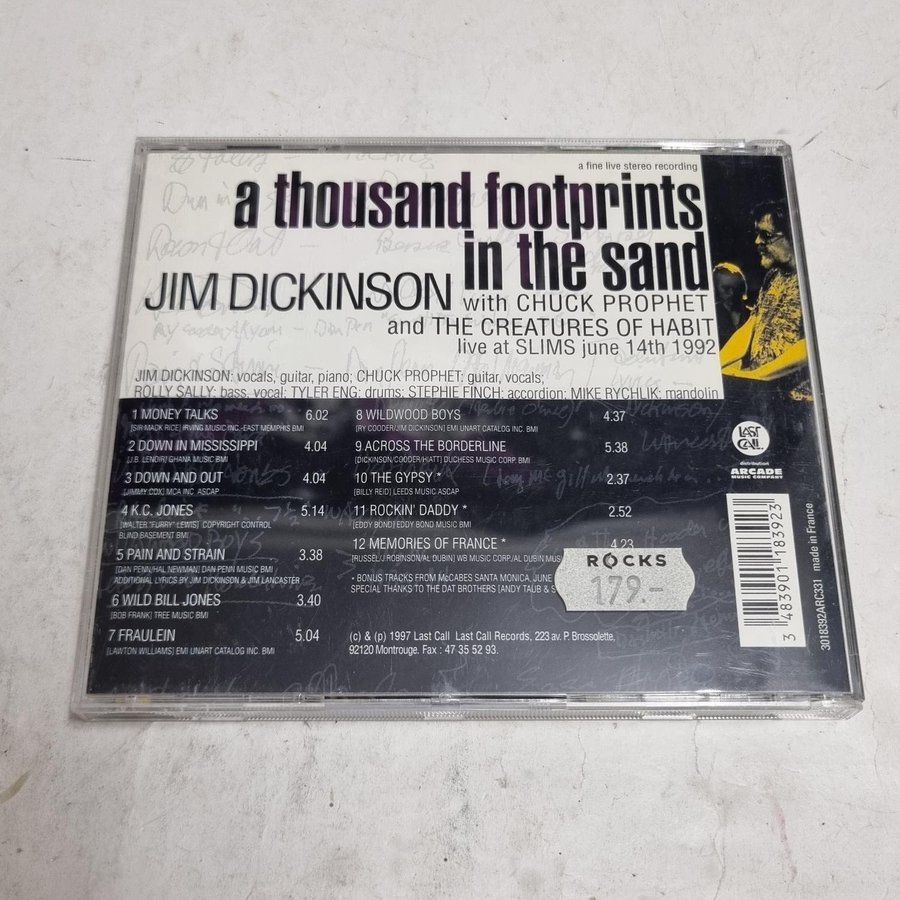 a fine live stereo recording
a thousand footprints
in the sand
JIM DICKINSON
with CHUCK PROPHET
and THE CREATURES OF HABIT
live at SLIMS june 14th 1992
JIM DICKINSON: vocals, guitar, piano; CHUCK PROPHET: guitar, vocals;
ROLLY SALLY: bass, vocal; TYLER ENG: drums; STEPHIE FINCH: accordion; MIKE RYCHLIK: mandolin
1 MONEY TALKS 6.02
[SIR MACK RICE] IRVING MUSIC INC.-EAST MEMPHIS BMI
2 DOWN IN MISSISSIPPI 4.04
[J.B. LENOIR] GHANA MUSIC BMI
3 DOWN AND OUT 4.04
[JIMMY COX] MCA INC. ASCAP
4 K.C. JONES 5.14
[WALTER "FURRY" LEWIS] COPYRIGHT CONTROL
BLIND BASEMENT BMI
5 PAIN AND STRAIN 3.38
[DAN PENN/HAL NEWMAN] DAN PENN MUSIC BMI
ADDITIONAL LYRICS BY JIM DICKINSON & JIM LANCASTER
6 WILD BILL JONES 3.40
[BOB FRANK] TREE MUSIC BMI
7 FRAULEIN 5.04
[LAWTON WILLIAMS] EMI UNART CATALOG INC. BMI
8 WILDWOOD BOYS 4.37
[RY COODER/JIM DICKINSON] EMI UNART CATALOG INC. BMI
9 ACROSS THE BORDERLINE 5.38
[DICKINSON/COODER/HIATT] DUCHESS MUSIC CORP. BMI
10 THE GYPSY * 2.37
[BILLY REID] LEEDS MUSIC ASCAP
11 ROCKIN' DADDY * 2.52
[EDDY BOND] EDDY BOND MUSIC BMI
12 MEMORIES OF FRANCE * 4.23
[RUSSEL/J.ROBINSON/AL DUBIN] WB MUSIC CORP./AL DUBIN MUSI
* BONUS TRACKS FROM McCABES SANTA MONICA, JUNE
SPECIAL THANKS TO THE DAT BROTHERS [ANDY TAUB & S
(c) & (p) 1997 Last Call Last Call Records, 223 av. P. Brossolette,
92120 Montrouge. Fax : 47 35 52 93.
ROCKS
179.-
LAST
CALL
distribution
ARCADE
MUSIC COMPANY
3 483901 183923
3018392ARC331 made in France